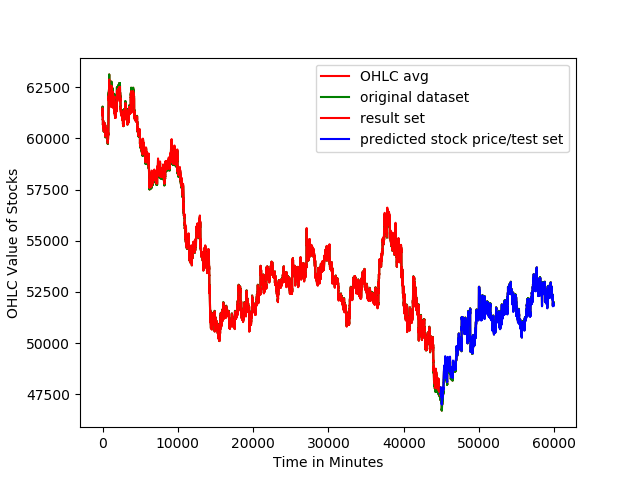 OHLC avg
original dataset
result set
predicted stock price/test set
OHLC Value of Stocks
62500
60000
57500
55000
52500
50000
47500
0 10000 20000 30000 40000 50000 60000
Time in Minutes